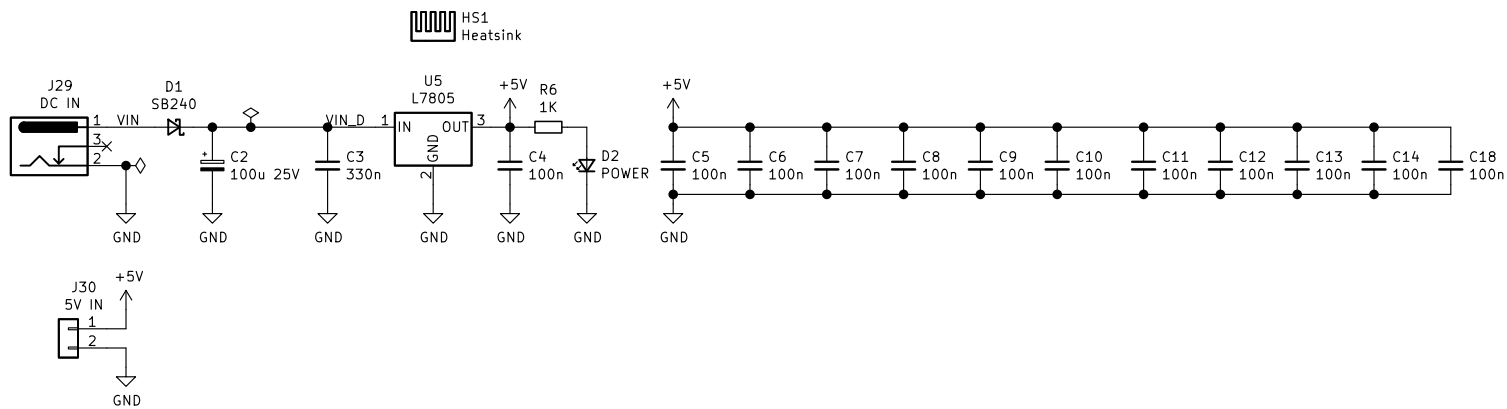 HS1
Heatsink
J29
DC IN
1
3
2
VIN
D1
SB240
GND
+
C2
100u 25V
GND
VIN_D
C3
330n
GND
U5
L7805
1
IN
OUT
3
GND
2
GND
+5V
C4
100n
GND
R6
1K
D2
POWER
GND
+5V
C5
100n
C6
100n
C7
100n
C8
100n
C9
100n
C10
100n
C11
100n
C12
100n
C13
100n
C14
100n
C18
100n
GND
J30
5V IN
1
2
+5V
GND